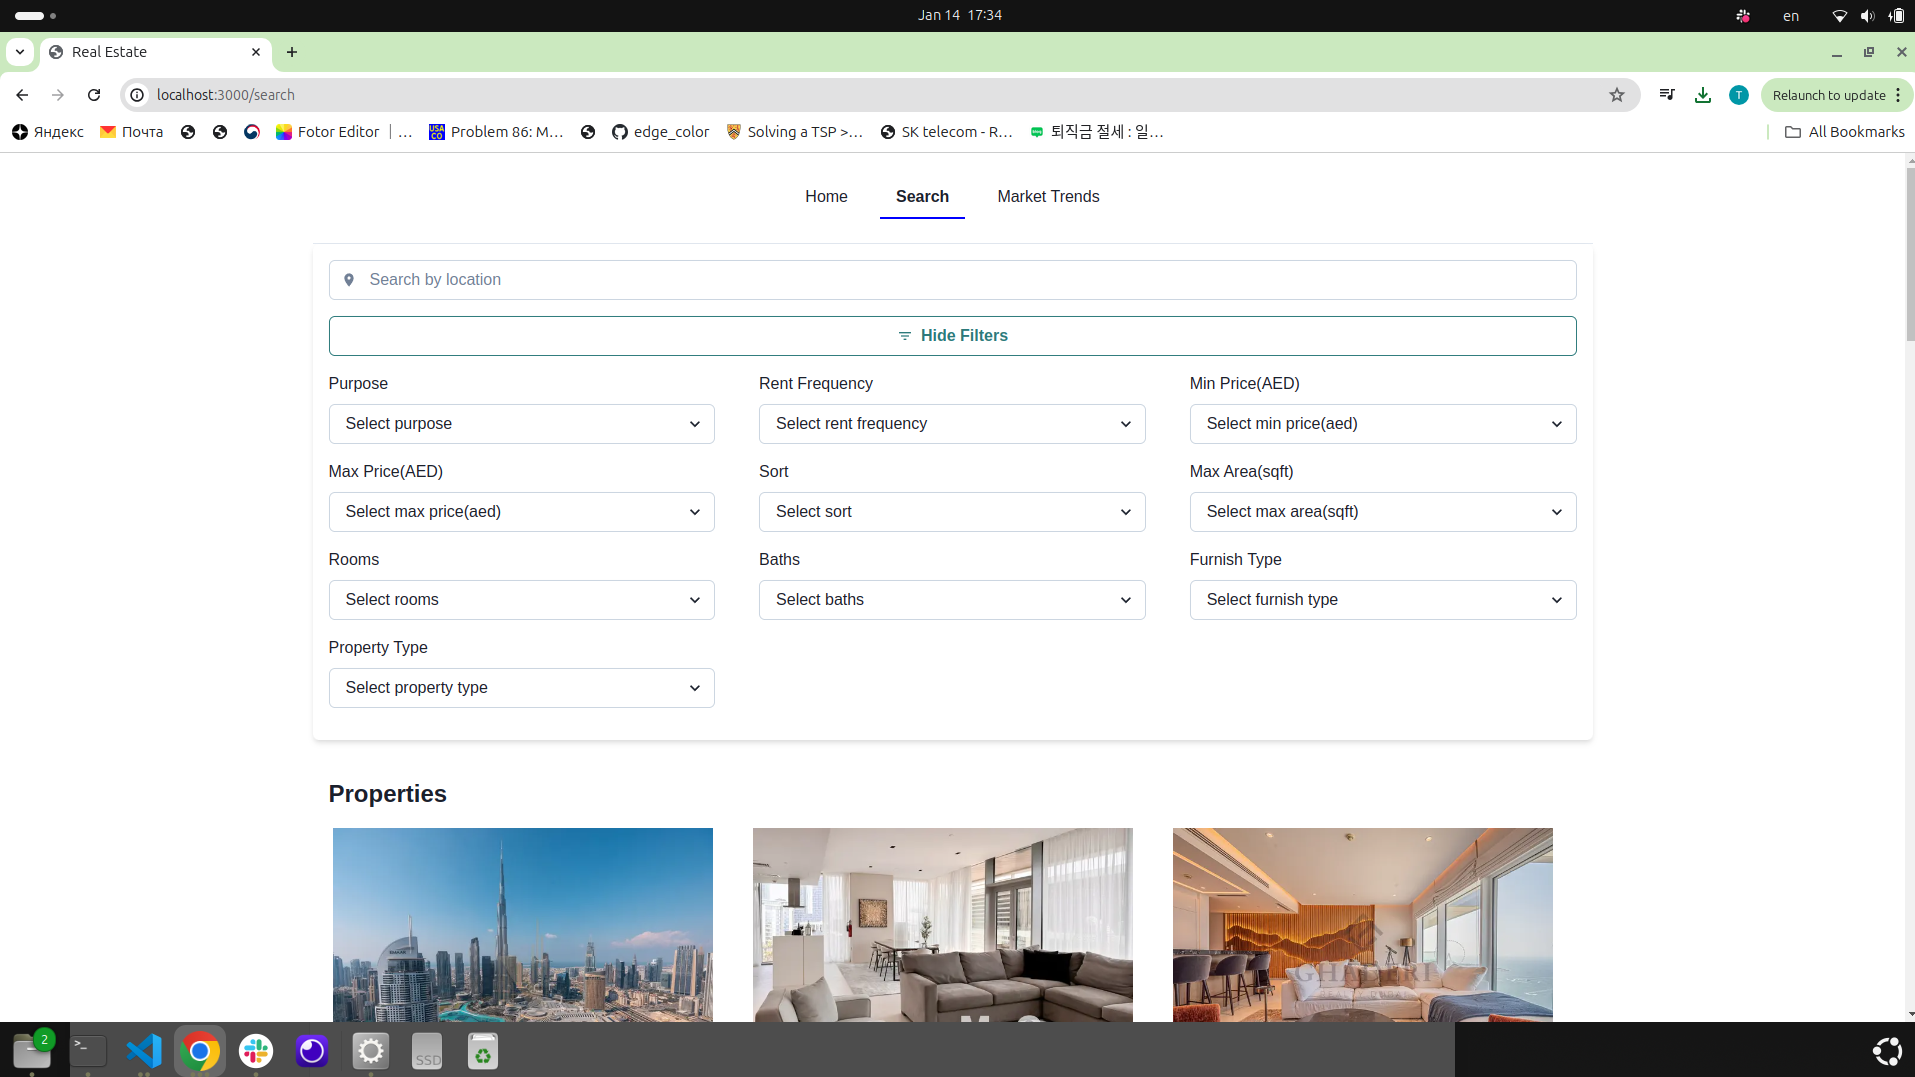 Jan 14 17:34
en
Real Estate
localhost:3000/search
T
Relaunch to update
Яндекс
Почта
Fotor Editor | ...
USA CO
Problem 86: M...
edge_color
Solving a TSP >...
SK telecom - R...
퇴직금 절세 : 일...
All Bookmarks
Home
Search
Market Trends
Search by location
Hide Filters
Purpose
Rent Frequency
Min Price(AED)
Select purpose
Select rent frequency
Select min price(aed)
Max Price(AED)
Sort
Max Area(sqft)
Select max price(aed)
Select sort
Select max area(sqft)
Rooms
Baths
Furnish Type
Select rooms
Select baths
Select furnish type
Property Type
Select property type
Properties
2
>_
SSD